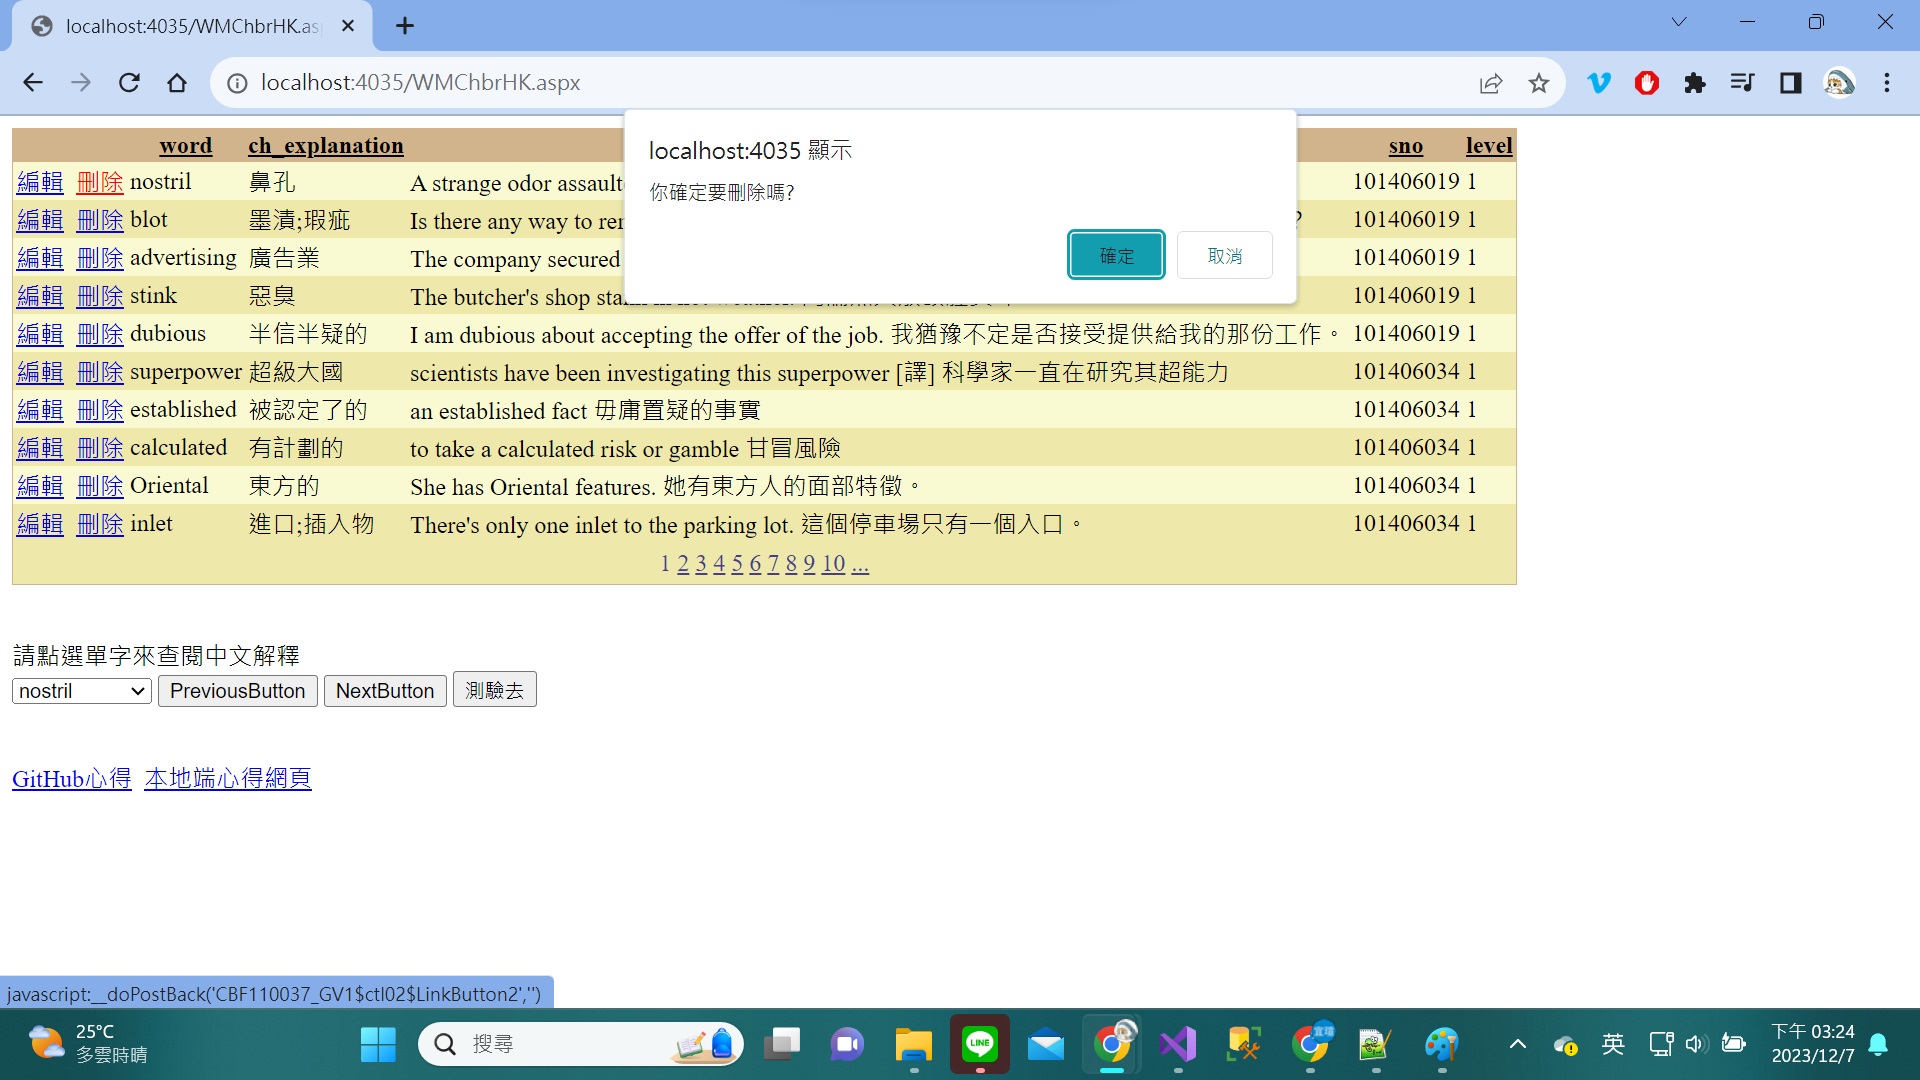 localhost:4035/WMChbrHK.as
localhost:4035/WMChbrHK.aspx
localhost:4035 顯示
你確定要刪除嗎?
確定 取消
word ch_explanation sno level
編輯 刪除 nostril 鼻孔 A strange odor assault 101406019 1
編輯 刪除 blot 墨漬;瑕疵 Is there any way to rer ? 101406019 1
編輯 刪除 advertising 廣告業 The company secured 101406019 1
編輯 刪除 stink 惡臭 The butcher's shop 101406019 1
編輯 刪除 dubious 半信半疑的 I am dubious about accepting the offer of the job. 我猶豫不定是否接受提供給我的那份工作。 101406019 1
編輯 刪除 superpower 超級大國 scientists have been investigating this superpower [譯] 科學家一直在研究其超能力 101406034 1
編輯 刪除 established 被認定了的 an established fact 毋庸置疑的事實 101406034 1
編輯 刪除 calculated 有計劃的 to take a calculated risk or gamble 甘冒風險 101406034 1
編輯 刪除 Oriental 東方的 She has Oriental features. 她有東方人的面部特徵。 101406034 1
編輯 刪除 inlet 進口;插入物 There's only one inlet to the parking lot. 這個停車場只有一個入口。 101406034 1
1 2 3 4 5 6 7 8 9 10 ...
請點選單字來查閱中文解釋
nostril PreviousButton NextButton 測驗去
GitHub心得 本地端心得網頁
javascript:__doPostBack('CBF110037_GV1$ctl02$LinkButton2','')
25°C
多雲時晴
搜尋
LINE
英
下午 03:24
2023/12/7